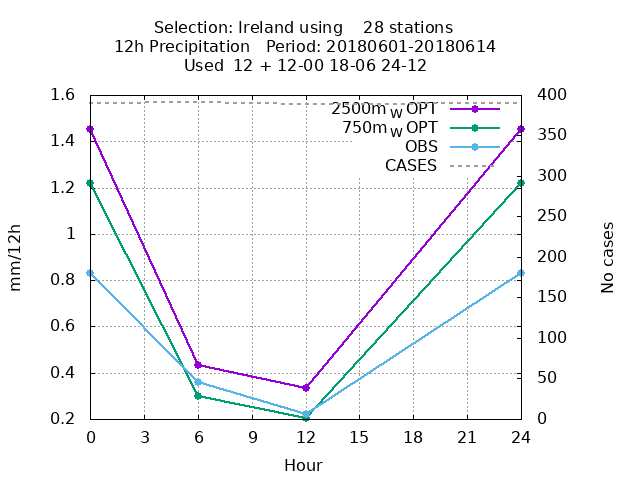 Selection: Ireland using 28 stations
12h Precipitation Period: 20180601-20180614
Used 12 + 12-00 18-06 24-12
1.6
1.4
1.2
1
0.8
0.6
0.4
0.2
400
350
300
250
200
150
100
50
0
2500m W OPT
750m W OPT
OBS
CASES
mm/12h
No cases
0 3 6 9 12 15 18 21 24
Hour